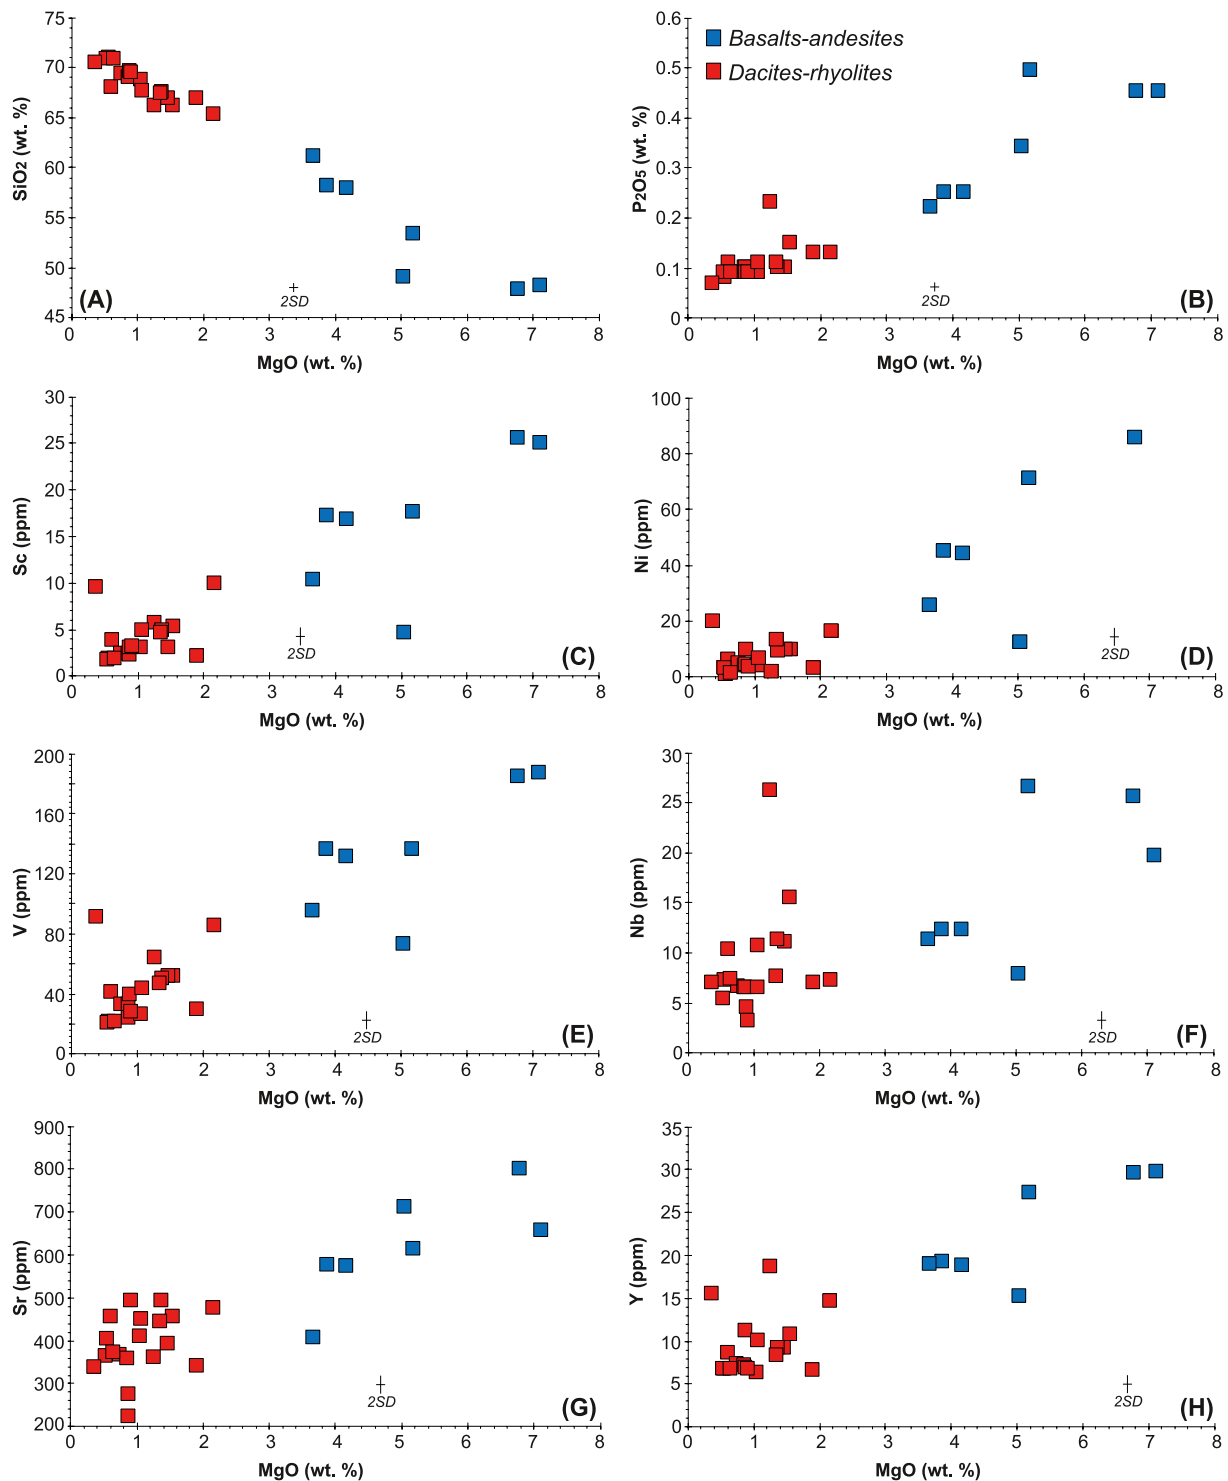 75
70
65
60
55
50
45
SiO2 (wt. %)
(A)
2SD
0 1 2 3 4 5 6 7 8
MgO (wt. %)
0.6
0.5
0.4
0.3
0.2
0.1
0
P2O5 (wt. %)
Basalts-andesites
Dacites-rhyolites
2SD
(B)
0 1 2 3 4 5 6 7 8
MgO (wt. %)
30
25
20
15
10
5
0
Sc (ppm)
2SD
(C)
0 1 2 3 4 5 6 7 8
MgO (wt. %)
100
80
60
40
20
0
Ni (ppm)
2SD
(D)
0 1 2 3 4 5 6 7 8
MgO (wt. %)
200
160
120
80
40
0
V (ppm)
2SD
(E)
0 1 2 3 4 5 6 7 8
MgO (wt. %)
30
25
20
15
10
5
0
Nb (ppm)
2SD
(F)
0 1 2 3 4 5 6 7 8
MgO (wt. %)
900
800
700
600
500
400
300
200
Sr (ppm)
2SD
(G)
0 1 2 3 4 5 6 7 8
MgO (wt. %)
35
30
25
20
15
10
5
0
Y (ppm)
2SD
(H)
0 1 2 3 4 5 6 7 8
MgO (wt. %)